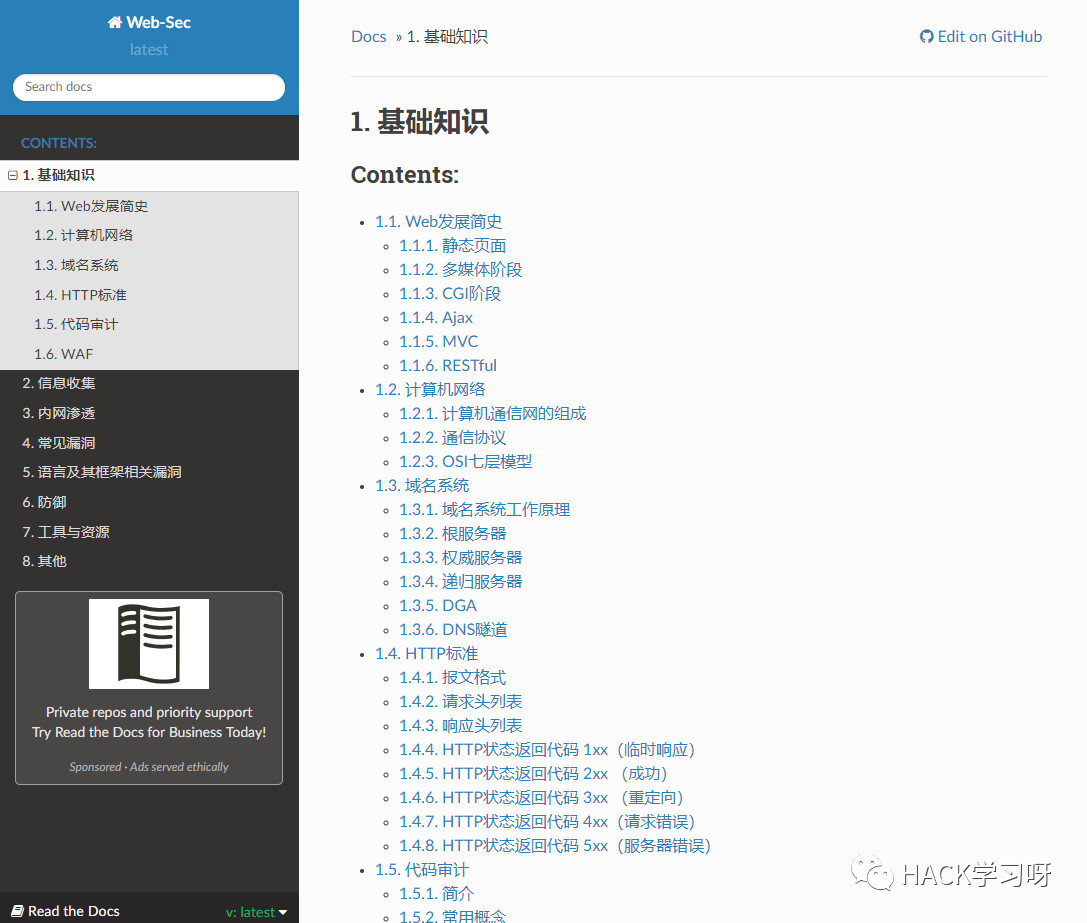 Web-Sec
latest
Search docs
CONTENTS:
1. 基础知识
1.1. Web发展简史
1.2. 计算机网络
1.3. 域名系统
1.4. HTTP标准
1.5. 代码审计
1.6. WAF
2. 信息收集
3. 内网渗透
4. 常见漏洞
5. 语言及其框架相关漏洞
6. 防御
7. 工具与资源
8. 其他
Private repos and priority support
Try Read the Docs for Business Today!
Sponsored · Ads served ethically
Read the Docs
v: latest
Docs » 1. 基础知识
Edit on GitHub
1. 基础知识
Contents:
1.1. Web发展简史
1.1.1. 静态页面
1.1.2. 多媒体阶段
1.1.3. CGI阶段
1.1.4. Ajax
1.1.5. MVC
1.1.6. RESTful
1.2. 计算机网络
1.2.1. 计算机通信网的组成
1.2.2. 通信协议
1.2.3. OSI七层模型
1.3. 域名系统
1.3.1. 域名系统工作原理
1.3.2. 根服务器
1.3.3. 权威服务器
1.3.4. 递归服务器
1.3.5. DGA
1.3.6. DNS隧道
1.4. HTTP标准
1.4.1. 报文格式
1.4.2. 请求头列表
1.4.3. 响应头列表
1.4.4. HTTP状态返回代码 1xx（临时响应）
1.4.5. HTTP状态返回代码 2xx （成功）
1.4.6. HTTP状态返回代码 3xx （重定向）
1.4.7. HTTP状态返回代码 4xx（请求错误）
1.4.8. HTTP状态返回代码 5xx（服务器错误）
1.5. 代码审计
1.5.1. 简介
1.5.2. 常用概念
HACK学习呀